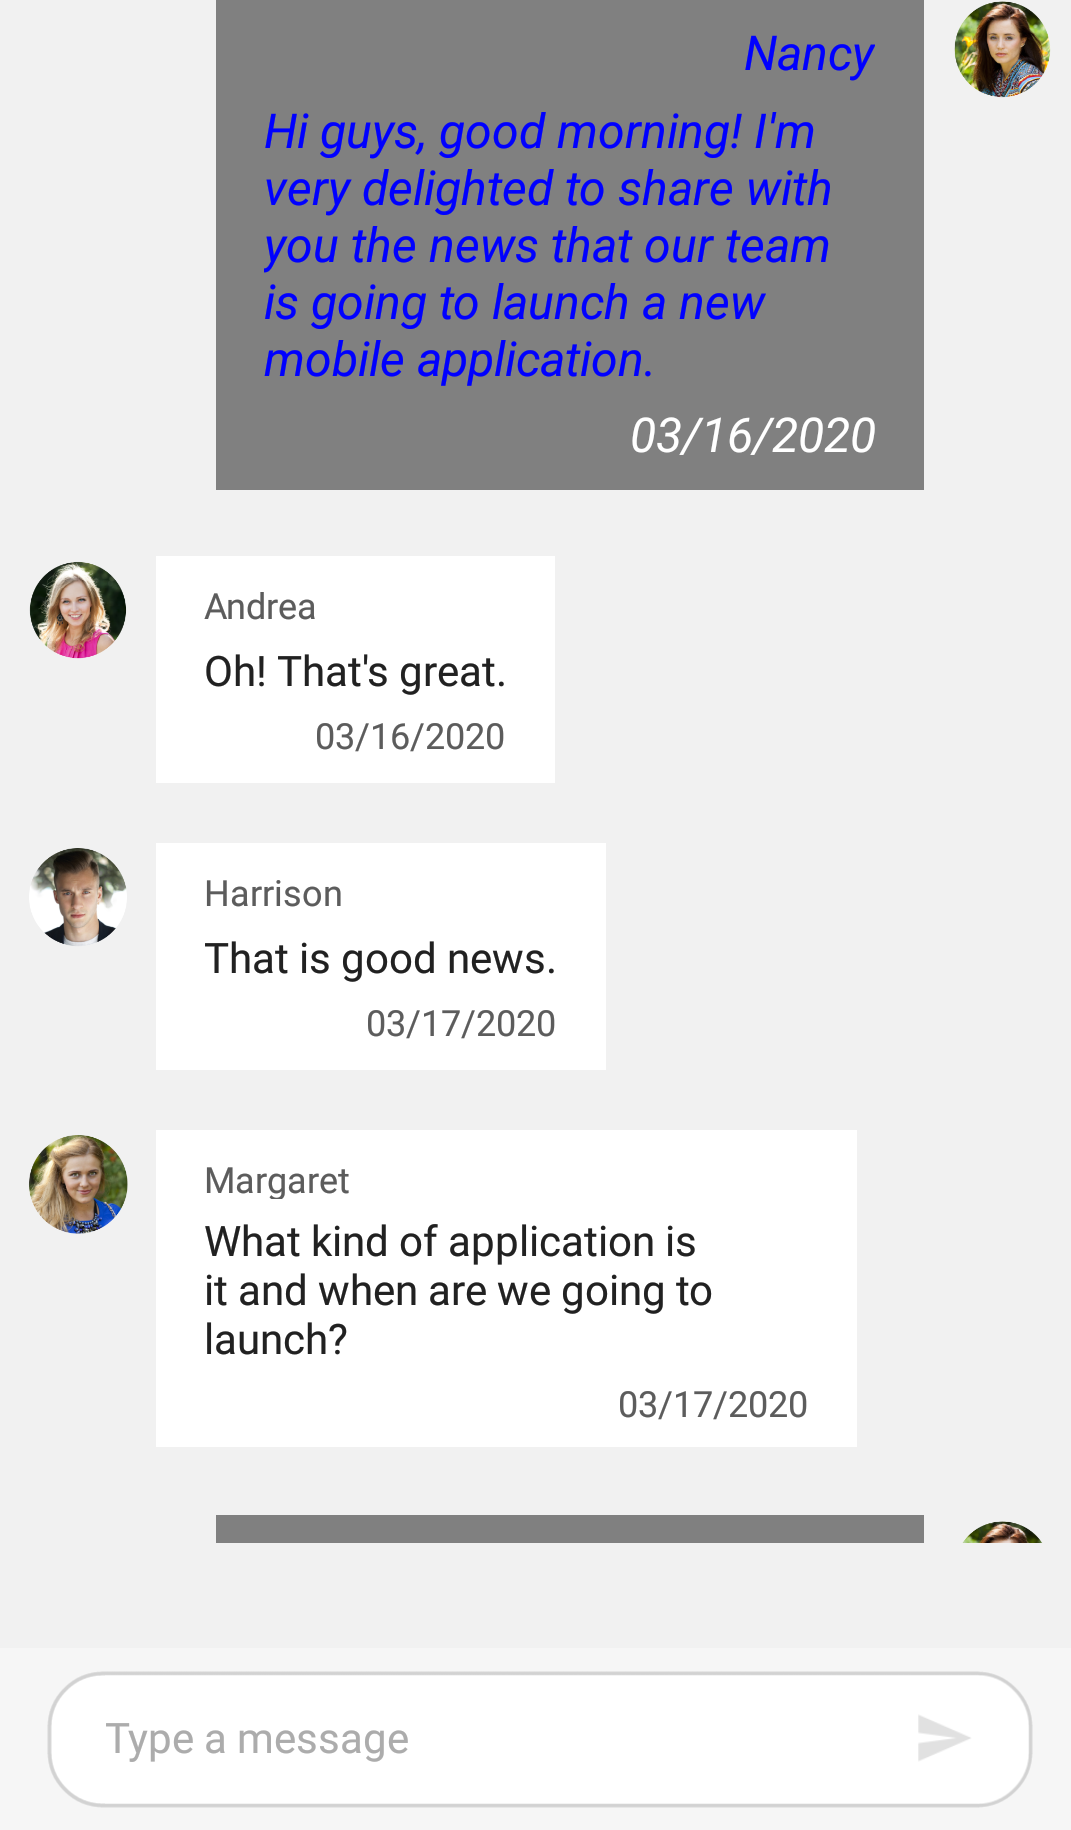 Nancy
Hi guys, good morning! I'm
very delighted to share with
you the news that our team
is going to launch a new
mobile application.
03/16/2020
Andrea
Oh! That's great.
03/16/2020
Harrison
That is good news.
03/17/2020
Margaret
What kind of application is
it and when are we going to
launch?
03/17/2020
Type a message